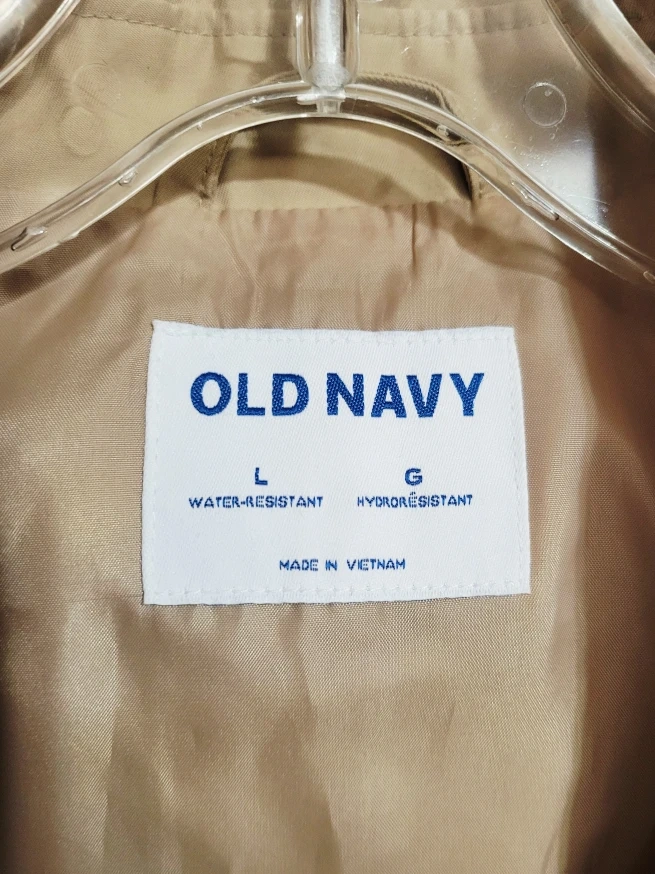 OLD NAVY
L G
WATER-RESISTANT HYDRORÉSISTANT
MADE IN VIETNAM